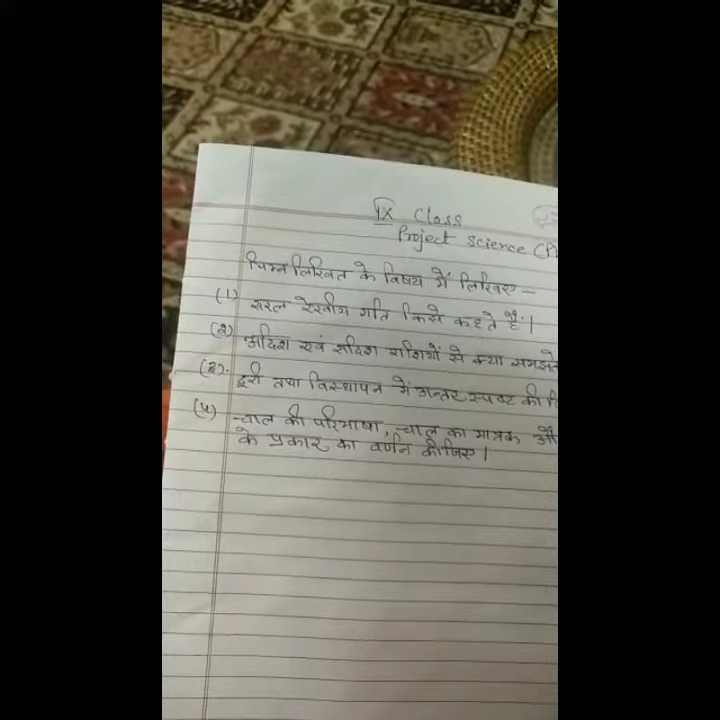 IX Class
Project Science (P
निम्न लिखित के विषय में लिखिए –
(1) सरल रेखीय गति किसे कहते हैं।
(2) अदिश एवं सदिश राशियों से क्या समझते
(3). दूरी तथा विस्थापन में अन्तर स्पष्ट की
(4) चाल की परिभाषा, चाल का मात्रक औ
के प्रकार का वर्णन कीजिए।